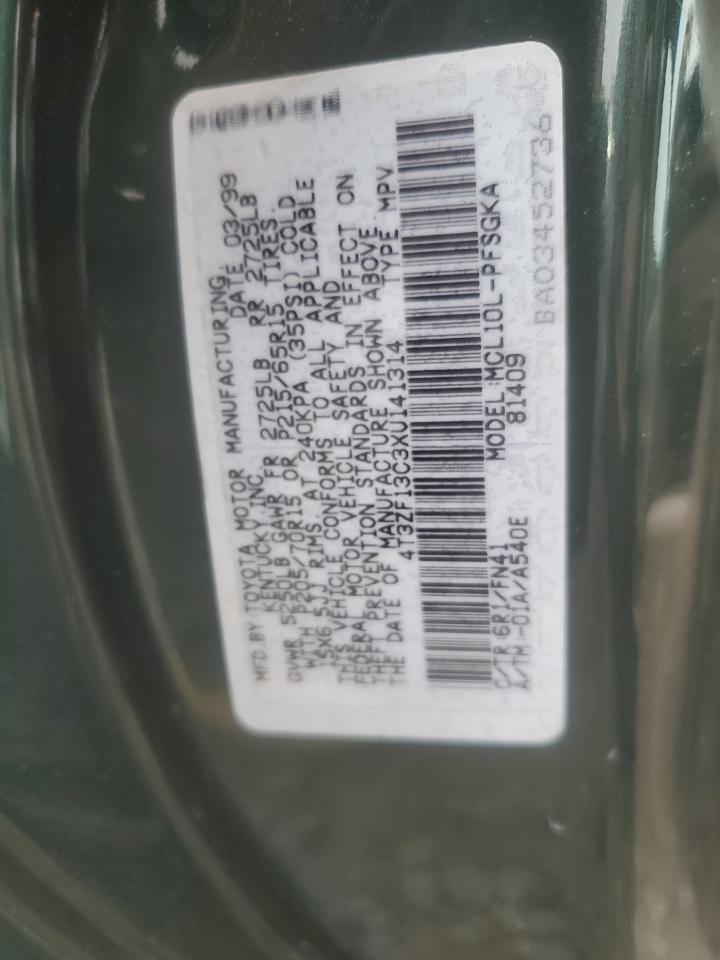 MFD.BY TOYOTA MOTOR MANUFACTURING,
KENTUCKY INC. DATE 03/99
GVWR 5250LB GAWR FR 2725LB RR 2725LB
WITH P205/70R15 OR P215/65R15 TIRES,
15X6.5JJ RIMS AT 240KPA (35PSI) COLD
THIS VEHICLE CONFORMS TO ALL APPLICABLE
FEDERAL MOTOR VEHICLE SAFETY AND
THEFT PREVENTION STANDARDS IN EFFECT ON
THE DATE OF MANUFACTURE SHOWN ABOVE.
4T3ZF13C3XU141314 TYPE MPV
C/TR:6R1/FN41 MODEL:MCL10L-PFSGKA
A/TM:-01A/A540E 81409
BA03452736